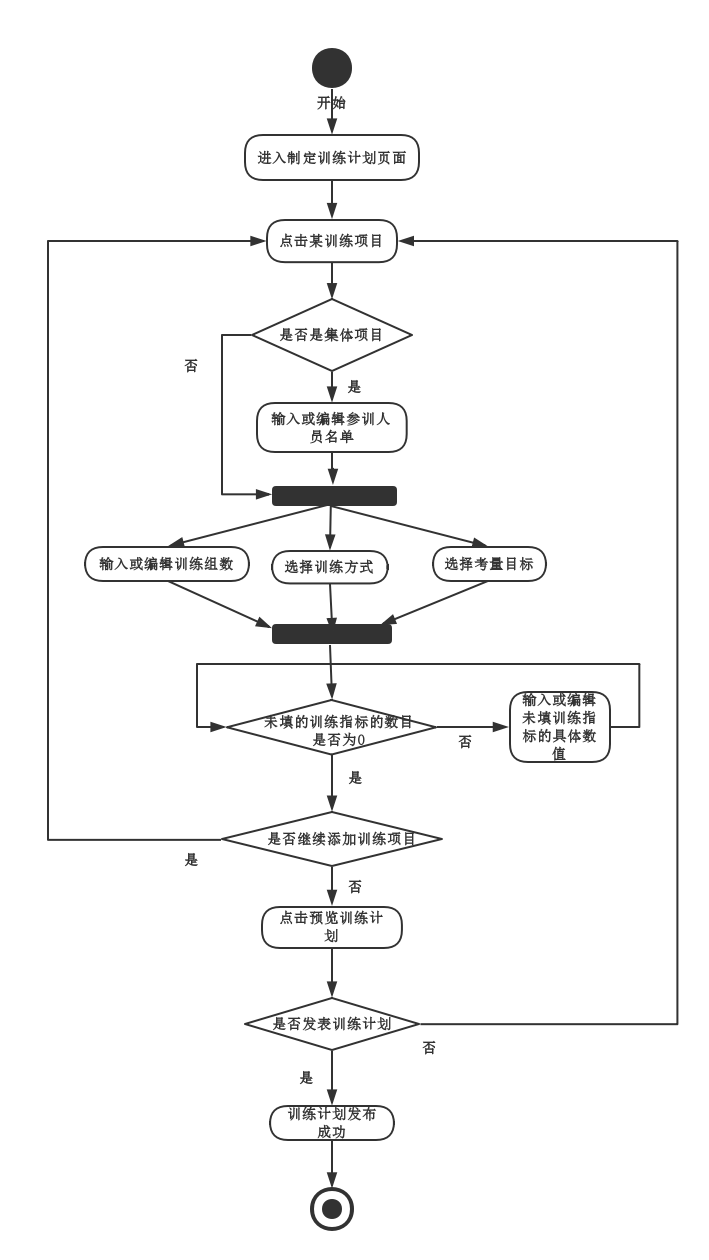 开始
进入制定训练计划页面
点击某训练项目
是否是集体项目
否
是
输入或编辑参训人
员名单
输入或编辑训练组数
选择训练方式
选择考量目标
未填的训练指标的数目
是否为0
否
输入或编辑
未填训练指
标的具体数
值
是
是否继续添加训练项目
是
否
点击预览训练计
划
是否发表训练计划
否
是
训练计划发布
成功